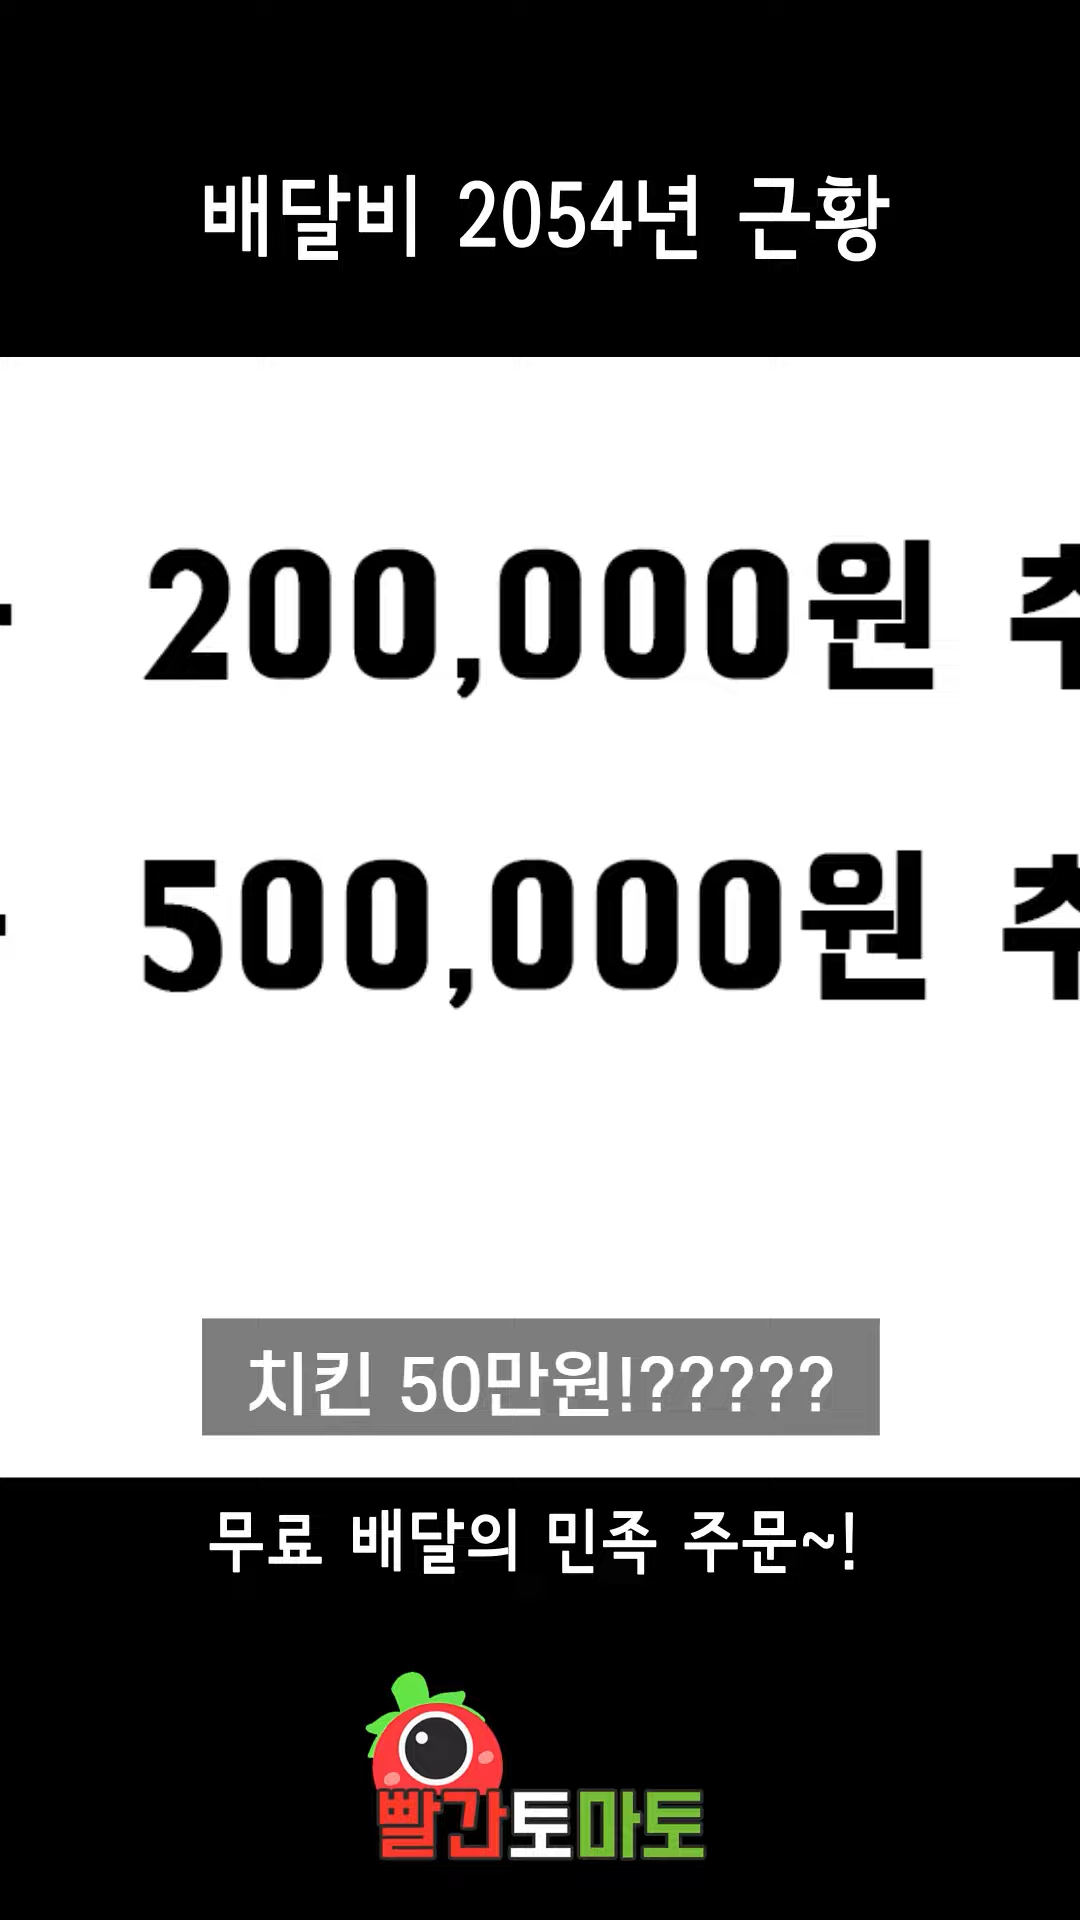 배달비 2054년 근황
200,000원
500,000원
치킨 50만원!?????
무료 배달의 민족 주문~!
빨간토마토